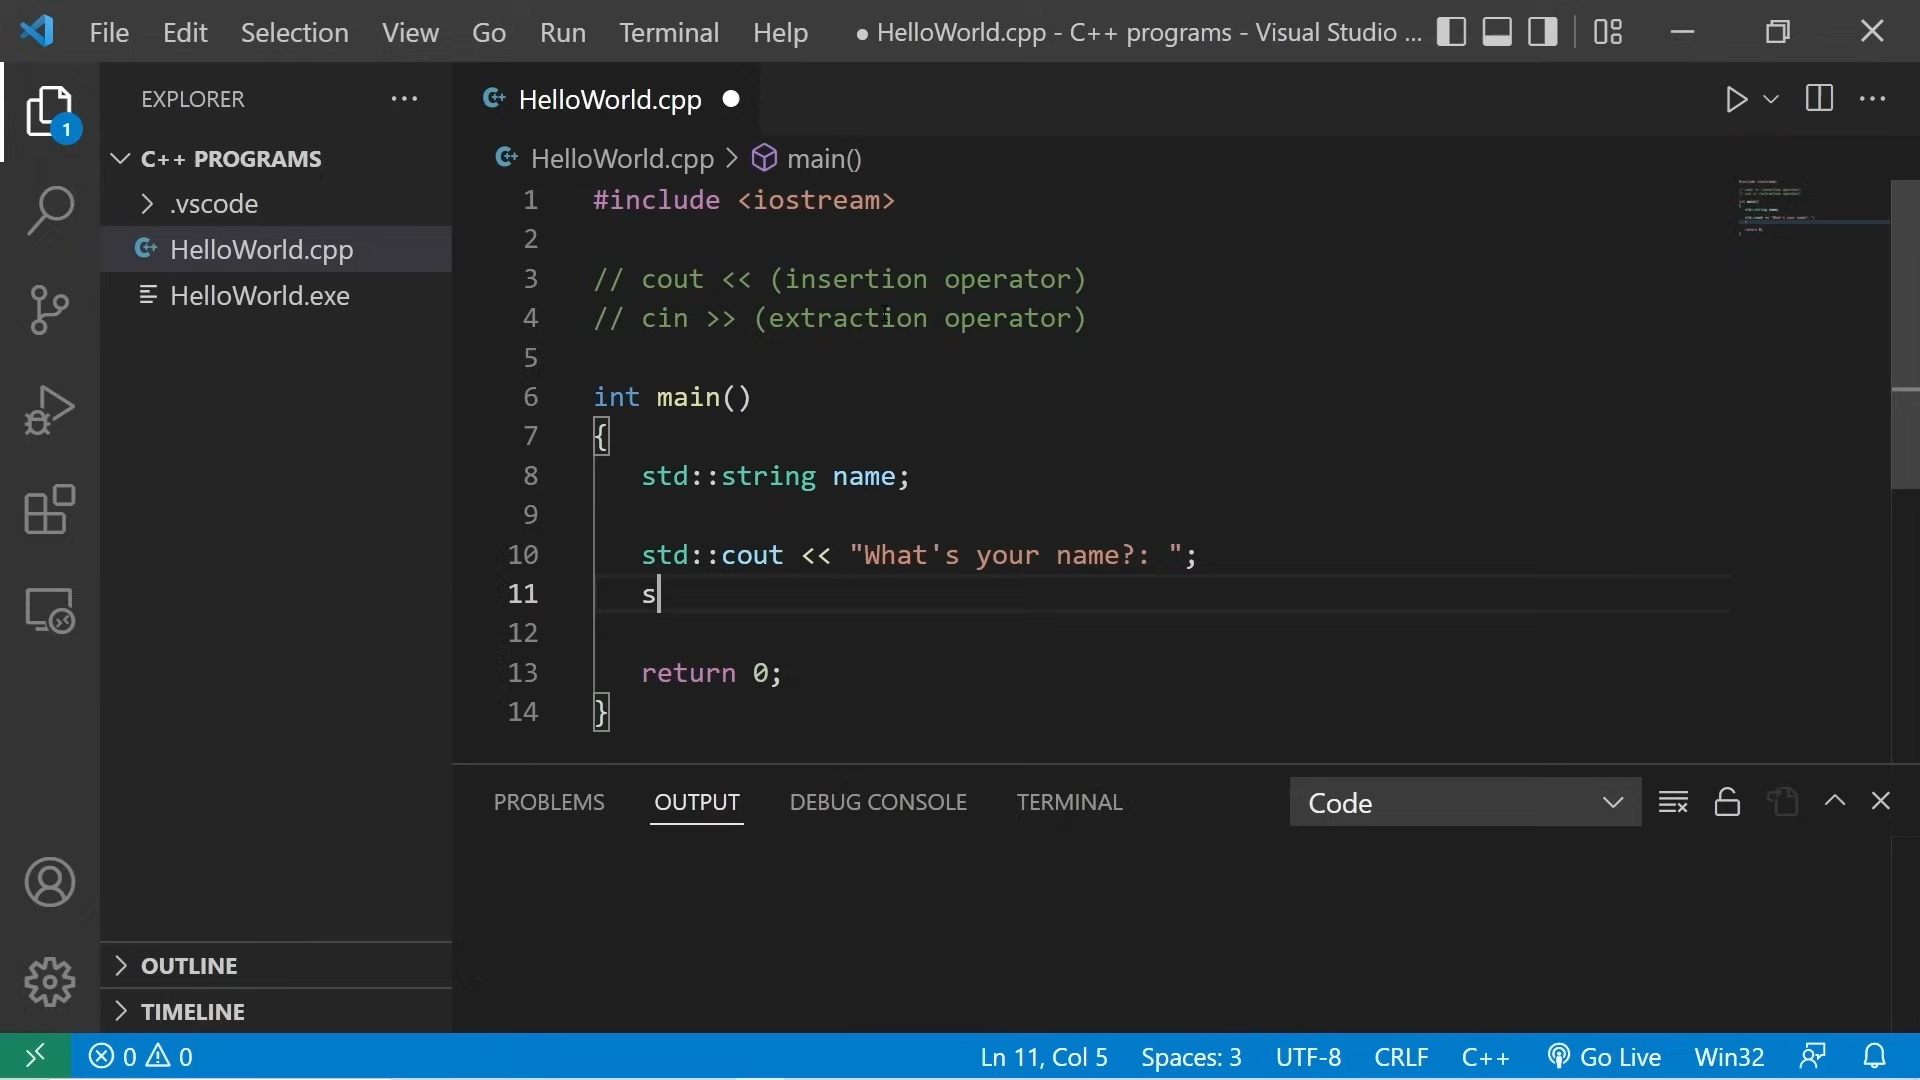 File Edit Selection View Go Run Terminal Help ● HelloWorld.cpp - C++ programs - Visual Studio ...
EXPLORER
1
C++ PROGRAMS
.vscode
HelloWorld.cpp
HelloWorld.exe
OUTLINE
TIMELINE
HelloWorld.cpp
HelloWorld.cpp > main()
1 #include <iostream>
2
3 // cout << (insertion operator)
4 // cin >> (extraction operator)
5
6 int main()
7 {
8 std::string name;
9
10 std::cout << "What's your name?: ";
11 s
12
13 return 0;
14 }
PROBLEMS OUTPUT DEBUG CONSOLE TERMINAL Code
0 0 Ln 11, Col 5 Spaces: 3 UTF-8 CRLF C++ Go Live Win32